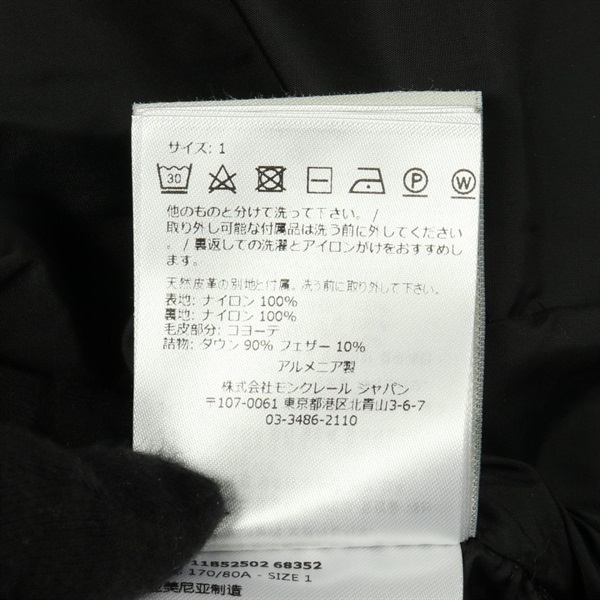 サイズ: 1
30
P
W
他のものと分けて洗って下さい。/
取り外し可能な付属品は洗う前に外してください
。/ 裏返しての洗濯とアイロンがけをおすすめし
ます。
天然皮革の別地と付属。洗う前に取り外して下さい。
表地: ナイロン 100%
裏地: ナイロン 100%
毛皮部分: コヨーテ
詰物: ダウン 90% フェザー 10%
アルメニア製
株式会社モンクレール ジャパン
〒107-0061 東京都港区北青山3-6-7
03-3486-2110
11B52502 68352
170/80A - SIZE 1
美尼亚制造